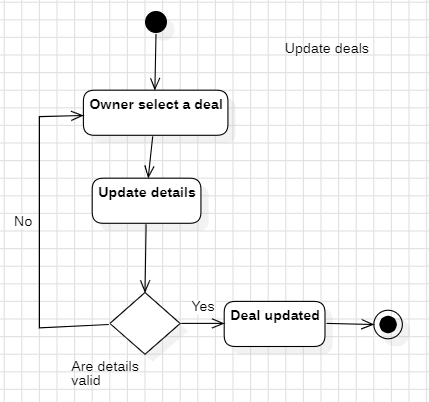 Update deals
Owner select a deal
Update details
No
Yes
Deal updated
Are details
valid